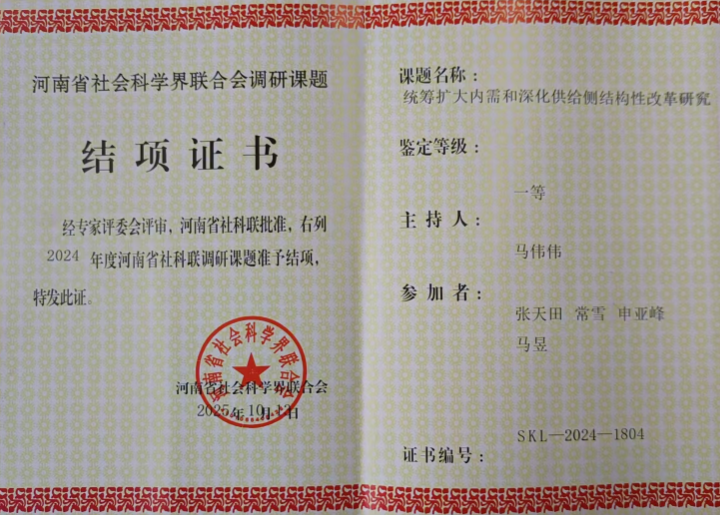 河南省社会科学界联合会调研课题
结项证书
经专家评委会评审，河南省社科联批准，右列
2024 年度河南省社科联调研课题准予结项，
特发此证。
河南省社会科学界联合会
河南省社会科学界联合会
2025年 10月 12日
课题名称：
统筹扩大内需和深化供给侧结构性改革研究
鉴定等级：
一等
主 持 人：
马伟伟
参 加 者：
张天田 常雪 申亚峰
马昱
SKL—2024—1804
证书编号：